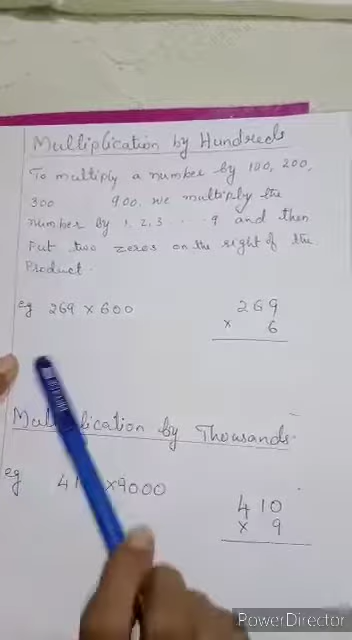 Multiplication by Hundreds
To multiply a number by 100, 200,
300 900, we multiply the
number by 1, 2, 3 . . . . 9 and then
Put two zeros on the right of the
Product.
eg 269 × 600
269
× 6
Multiplication by Thousands.
eg 41 ×9000
410
× 9
PowerDirector